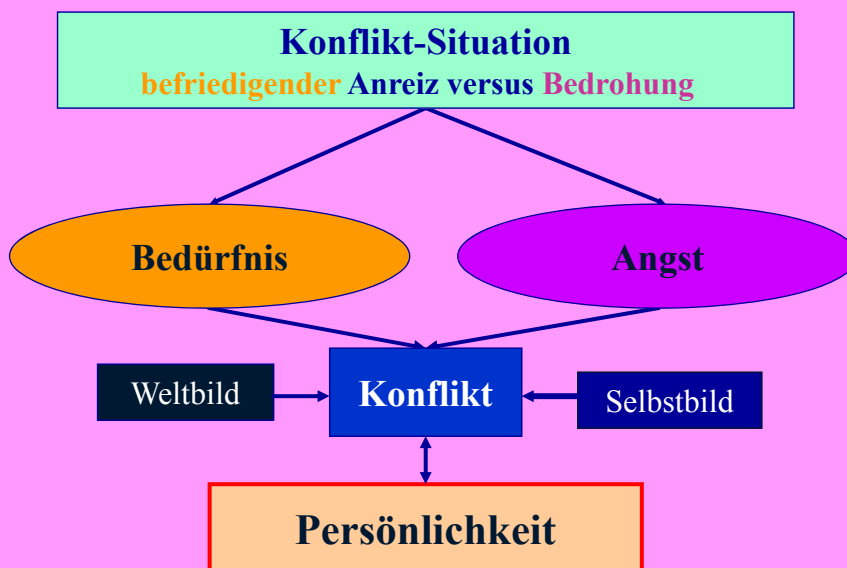 Konflikt-Situation
befriedigender Anreiz versus Bedrohung
Bedürfnis
Angst
Weltbild
Konflikt
Selbstbild
Persönlichkeit